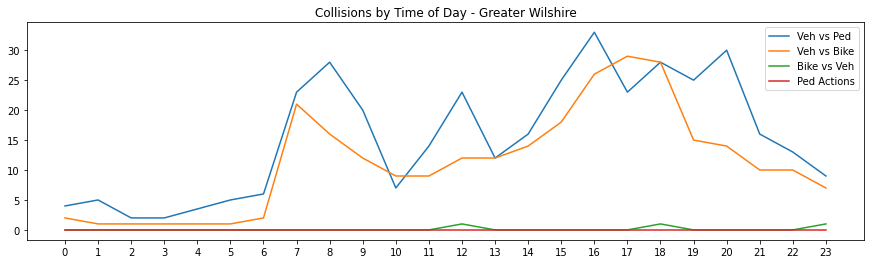 Collisions by Time of Day - Greater Wilshire
Veh vs Ped
Veh vs Bike
Bike vs Veh
Ped Actions
30
25
20
15
10
5
0
0 1 2 3 4 5 6 7 8 9 10 11 12 13 14 15 16 17 18 19 20 21 22 23